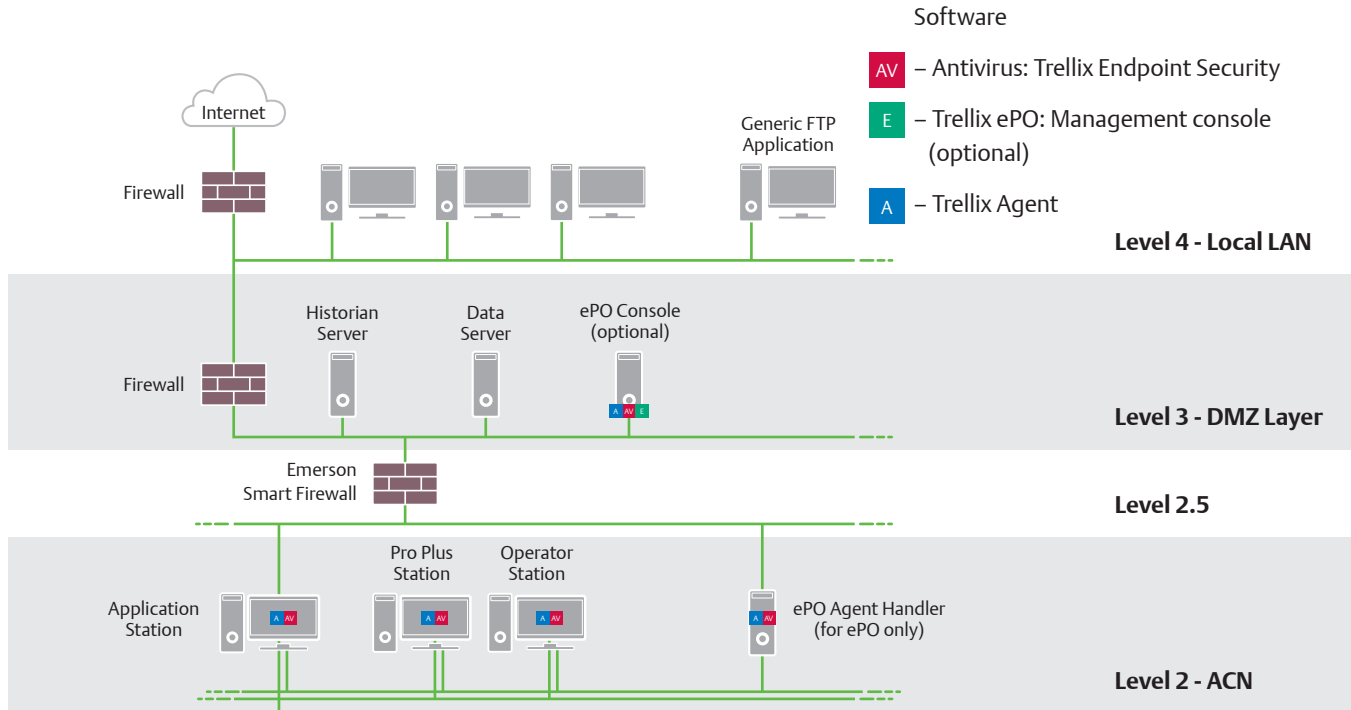 Software
AV – Antivirus: Trellix Endpoint Security
E – Trellix ePO: Management console
(optional)
A – Trellix Agent
Internet
Firewall
Generic FTP
Application
Level 4 - Local LAN
Historian
Server
Data
Server
ePO Console
(optional)
Firewall
A AV E
Level 3 - DMZ Layer
Emerson
Smart Firewall
Level 2.5
Pro Plus
Station
Operator
Station
Application
Station
A AV
A AV
A AV
A AV
ePO Agent Handler
(for ePO only)
Level 2 - ACN